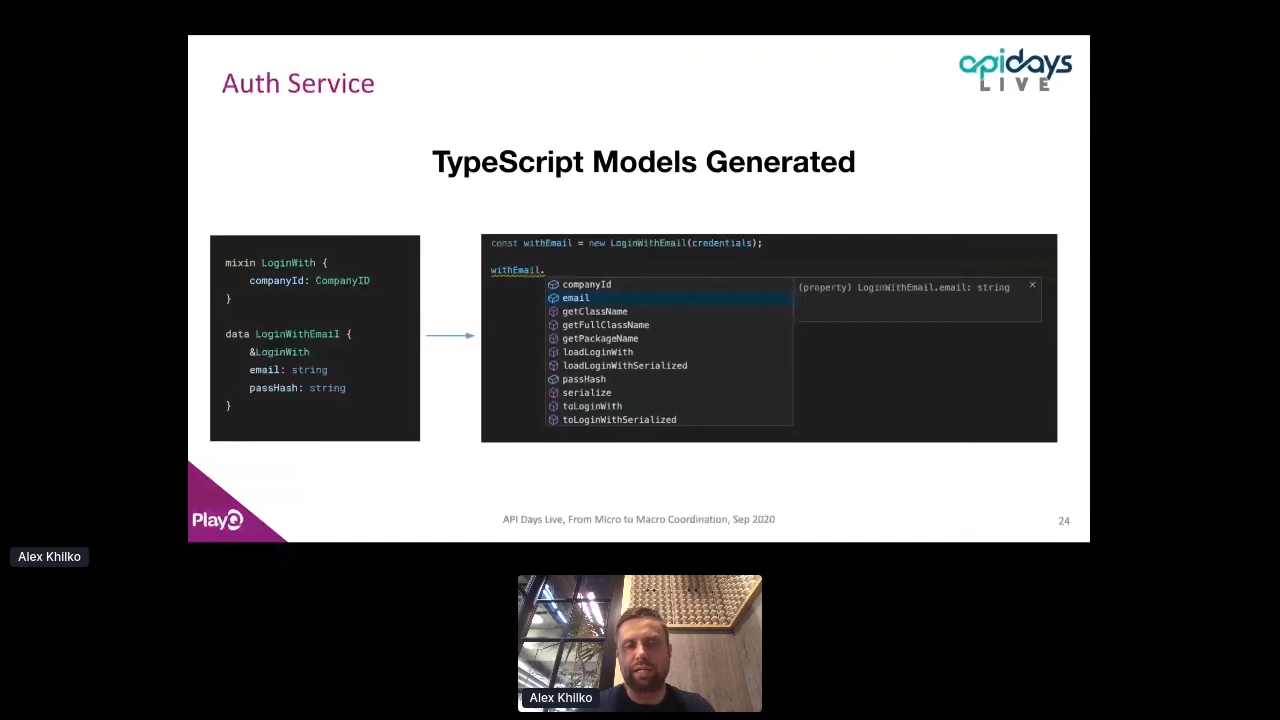 Auth Service
apidays
LIVE
TypeScript Models Generated
mixin LoginWith {
companyId: CompanyID
}
data LoginWithEmail {
&LoginWith
email: string
passHash: string
}
const withEmail = new LoginWithEmail(credentials);
withEmail.
companyId
email
getClassName
getFullClassName
getPackageName
loadLoginWith
loadLoginWithSerialized
passHash
serialize
toLoginWith
toLoginWithSerialized
(property) LoginWithEmail.email: string
PlayQ
API Days Live, From Micro to Macro Coordination, Sep 2020
24
Alex Khilko
Alex Khilko